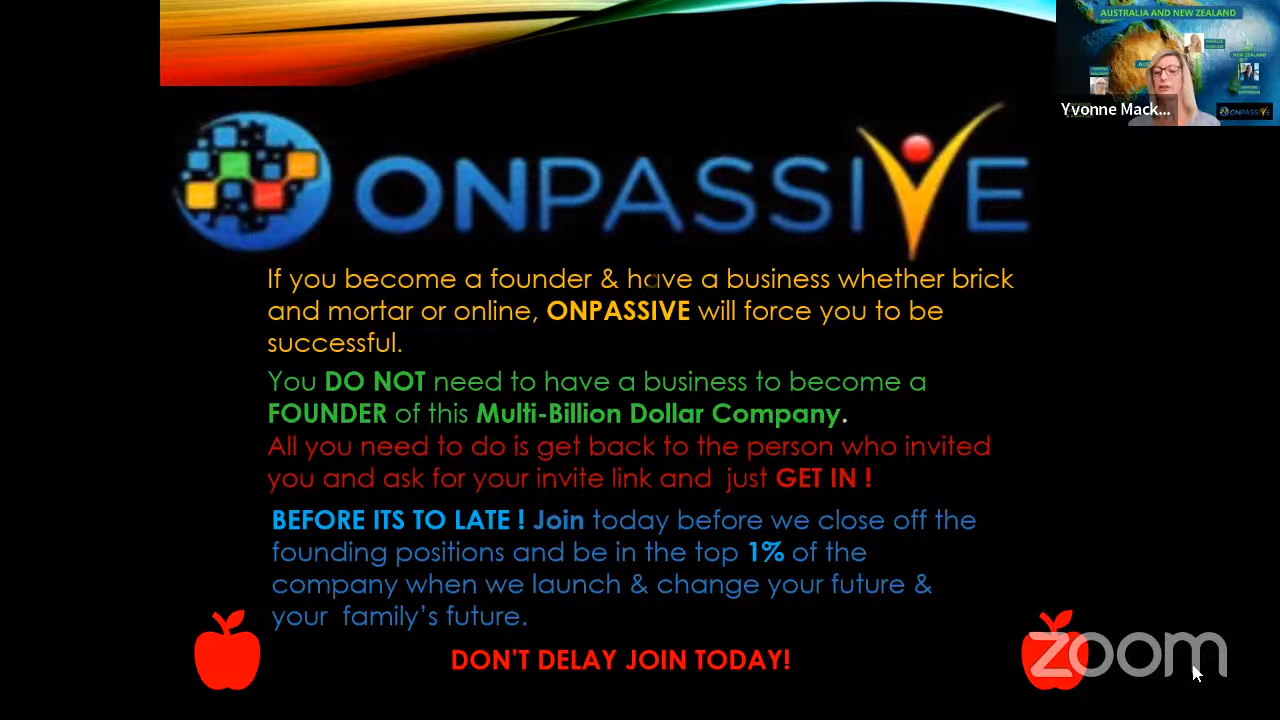 AUSTRALIA AND NEW ZEALAND
NEW ZEALAND
Yvonne Mack...
ONPASSIVE
ONPASSIVE
If you become a founder & have a business whether brick
and mortar or online, ONPASSIVE will force you to be
successful.
You DO NOT need to have a business to become a
FOUNDER of this Multi-Billion Dollar Company.
All you need to do is get back to the person who invited
you and ask for your invite link and just GET IN !
BEFORE ITS TO LATE ! Join today before we close off the
founding positions and be in the top 1% of the
company when we launch & change your future &
your family's future.
DON'T DELAY JOIN TODAY!
zoom